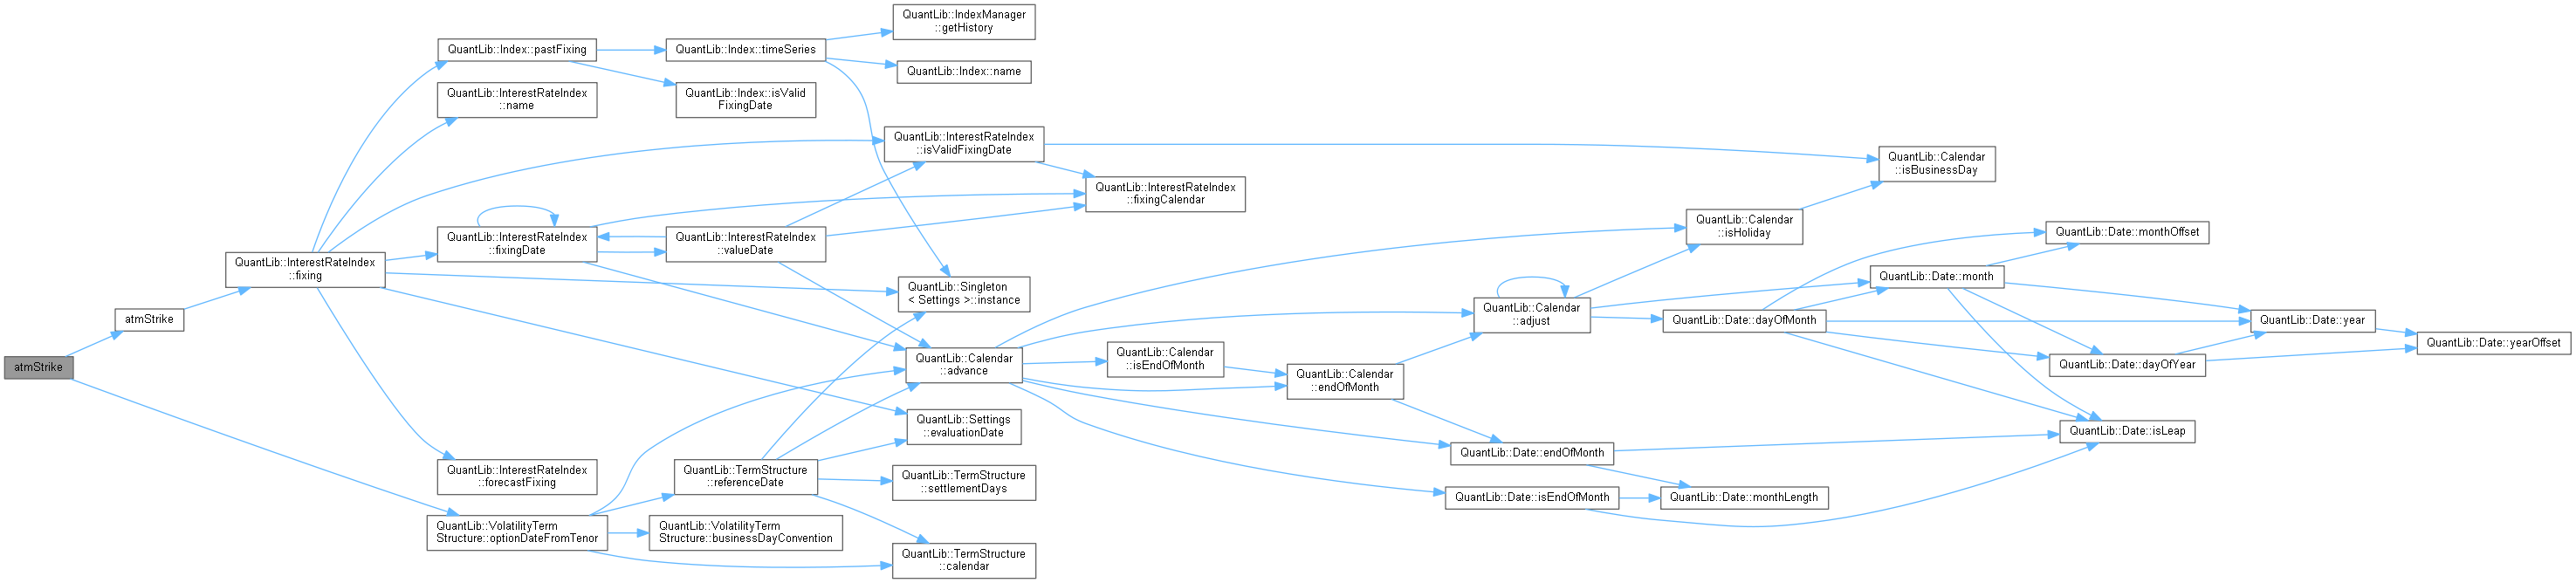 atmStrike
atmStrike
QuantLib::InterestRateIndex
::fixing
QuantLib::Index::pastFixing
QuantLib::InterestRateIndex
::name
QuantLib::InterestRateIndex
::fixingDate
QuantLib::InterestRateIndex
::forecastFixing
QuantLib::VolatilityTerm
Structure::optionDateFromTenor
QuantLib::Index::timeSeries
QuantLib::Index::isValid
FixingDate
QuantLib::InterestRateIndex
::valueDate
QuantLib::TermStructure
::referenceDate
QuantLib::VolatilityTerm
Structure::businessDayConvention
QuantLib::IndexManager
::getHistory
QuantLib::Index::name
QuantLib::InterestRateIndex
::isValidFixingDate
QuantLib::Singleton
< Settings >::instance
QuantLib::Calendar
::advance
QuantLib::Settings
::evaluationDate
QuantLib::TermStructure
::settlementDays
QuantLib::TermStructure
::calendar
QuantLib::InterestRateIndex
::fixingCalendar
QuantLib::Calendar
::isEndOfMonth
QuantLib::Calendar
::endOfMonth
QuantLib::Calendar
::adjust
QuantLib::Date::endOfMonth
QuantLib::Date::isEndOfMonth
QuantLib::Calendar
::isHoliday
QuantLib::Date::dayOfMonth
QuantLib::Date::monthLength
QuantLib::Calendar
::isBusinessDay
QuantLib::Date::month
QuantLib::Date::monthOffset
QuantLib::Date::dayOfYear
QuantLib::Date::isLeap
QuantLib::Date::year
QuantLib::Date::yearOffset